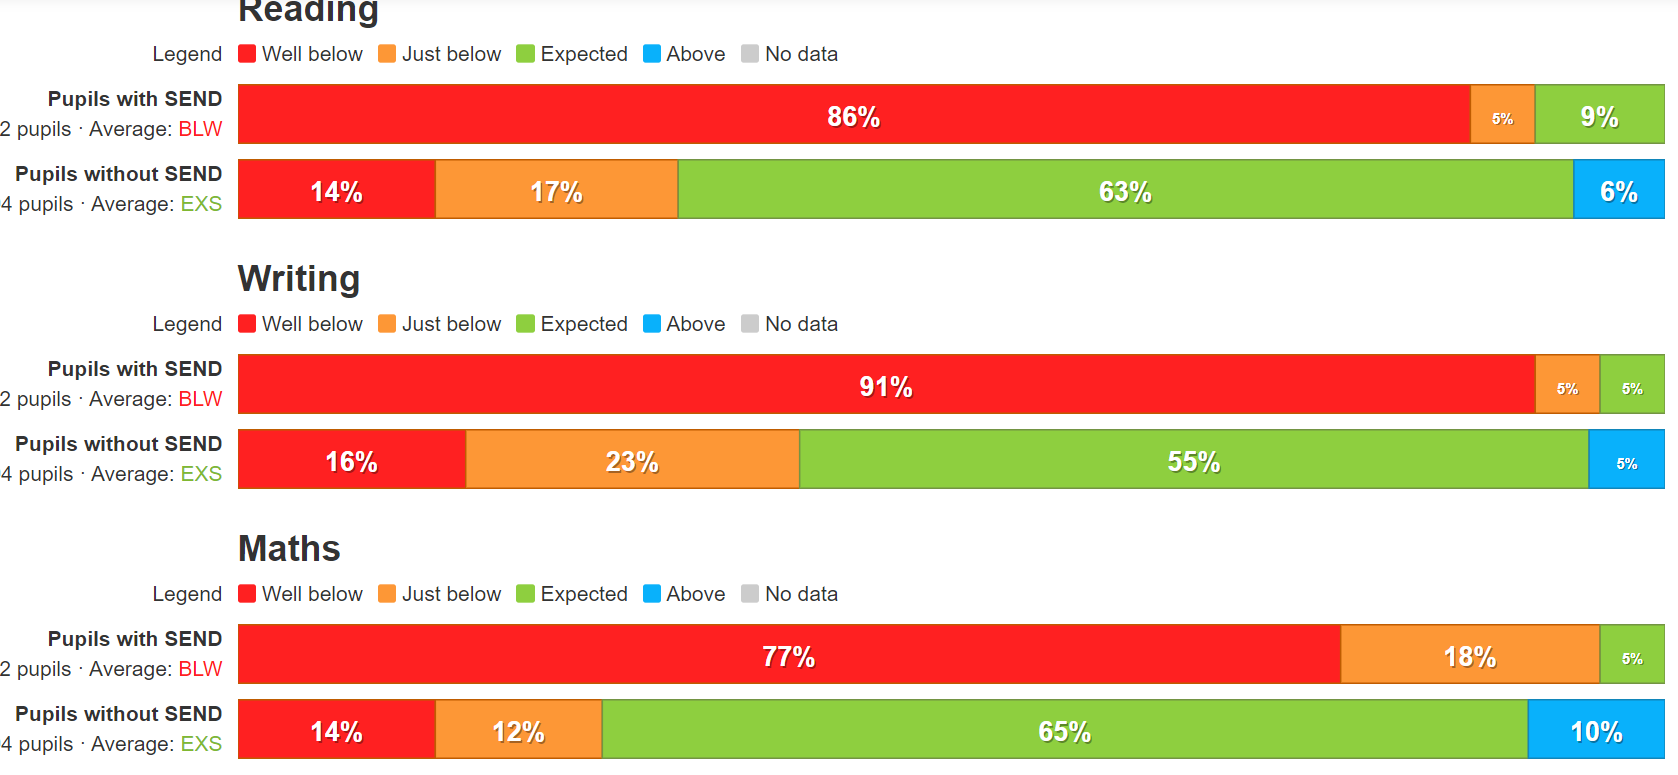 Reading
Legend Well below Just below Expected Above No data
Pupils with SEND
2 pupils · Average: BLW
86% 5% 9%
Pupils without SEND
4 pupils · Average: EXS
14% 17% 63% 6%
Writing
Legend Well below Just below Expected Above No data
Pupils with SEND
2 pupils · Average: BLW
91% 5% 5%
Pupils without SEND
4 pupils · Average: EXS
16% 23% 55% 5%
Maths
Legend Well below Just below Expected Above No data
Pupils with SEND
2 pupils · Average: BLW
77% 18% 5%
Pupils without SEND
4 pupils · Average: EXS
14% 12% 65% 10%